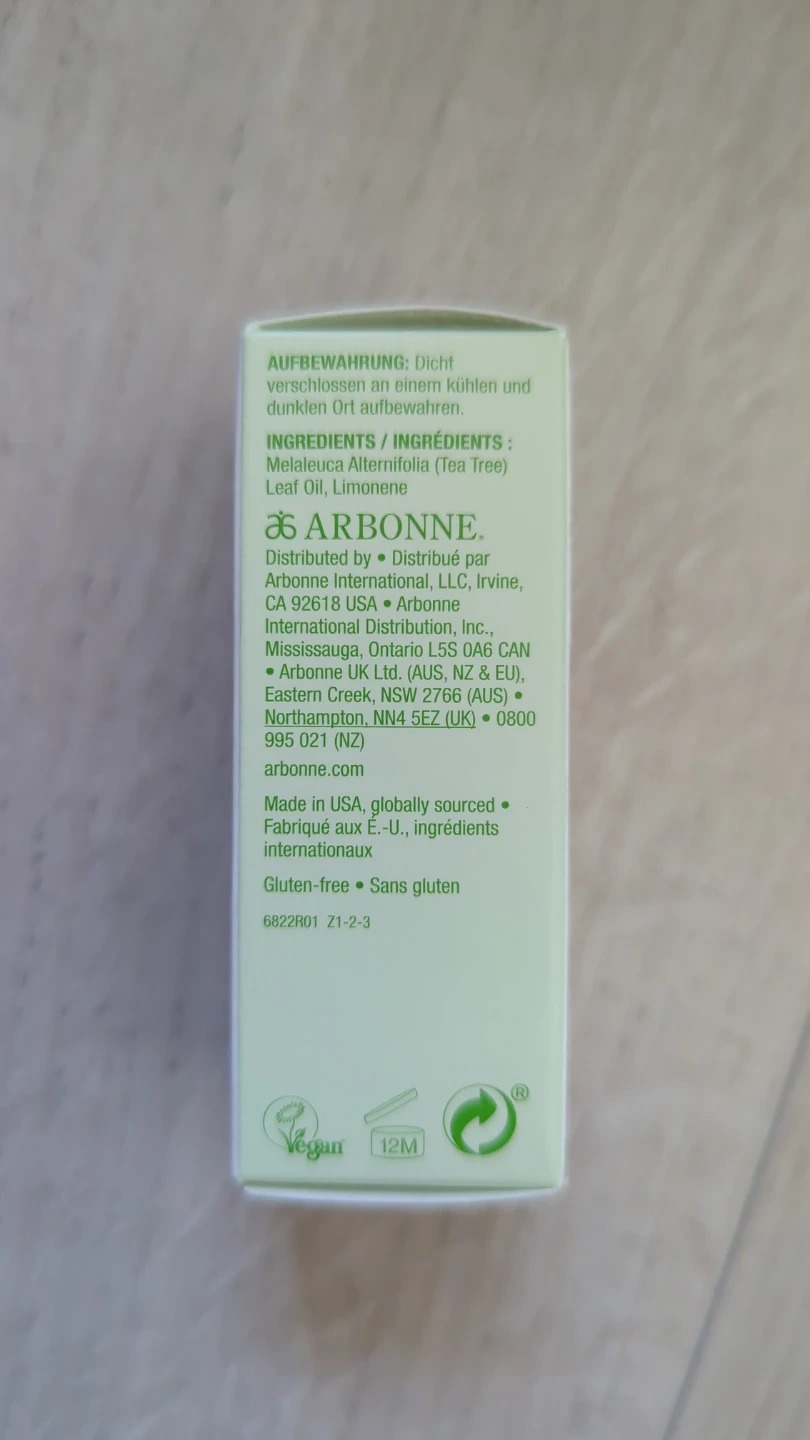 AUFBEWAHRUNG: Dicht
verschlossen an einem kühlen und
dunklen Ort aufbewahren.
INGREDIENTS / INGRÉDIENTS :
Melaleuca Alternifolia (Tea Tree)
Leaf Oil, Limonene
ARBONNE®
Distributed by • Distribué par
Arbonne International, LLC, Irvine,
CA 92618 USA • Arbonne
International Distribution, Inc.,
Mississauga, Ontario L5S 0A6 CAN
• Arbonne UK Ltd. (AUS, NZ & EU),
Eastern Creek, NSW 2766 (AUS) •
Northampton, NN4 5EZ (UK) • 0800
995 021 (NZ)
arbonne.com
Made in USA, globally sourced •
Fabriqué aux É.-U., ingrédients
internationaux
Gluten-free • Sans gluten
6822R01 Z1-2-3
Vegan
12M
®